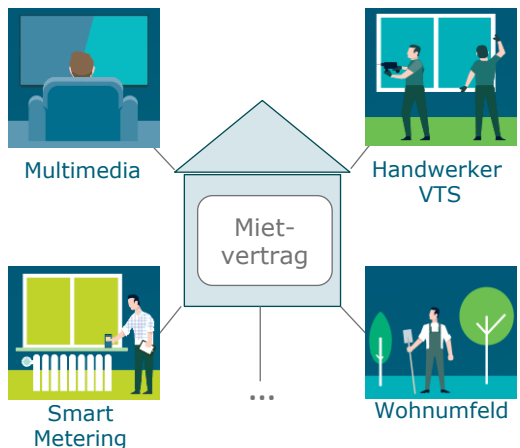 Multimedia
Handwerker
VTS
Miet-
vertrag
Smart
Metering
...
Wohnumfeld